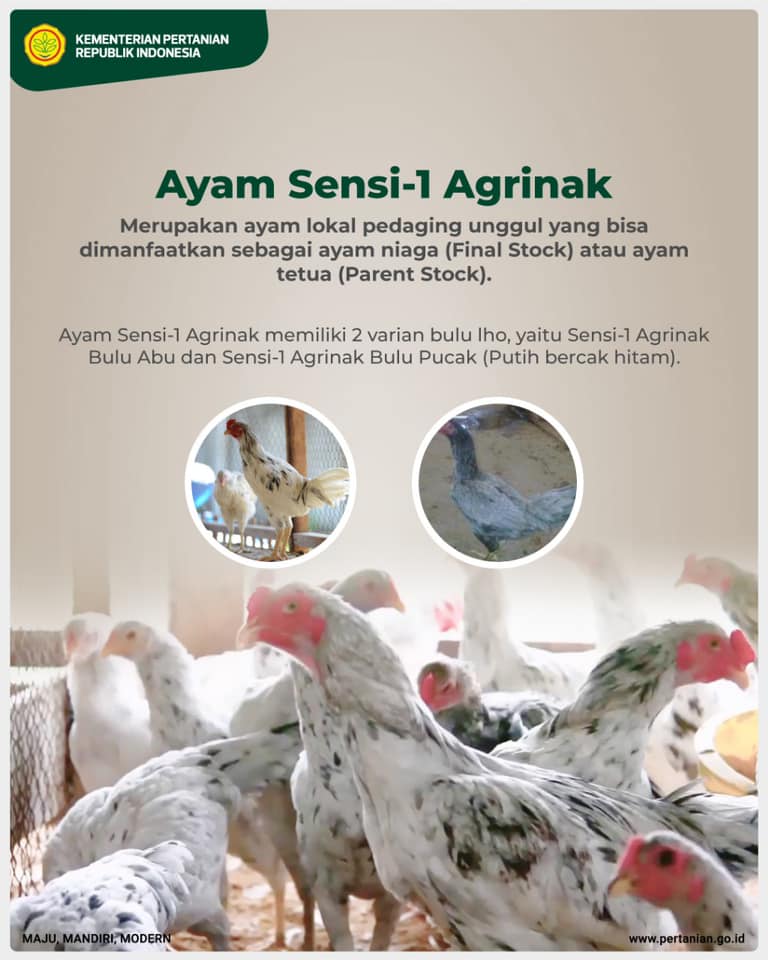 KEMENTERIAN PERTANIAN
REPUBLIK INDONESIA
Ayam Sensi-1 Agrinak
Merupakan ayam lokal pedaging unggul yang bisa
dimanfaatkan sebagai ayam niaga (Final Stock) atau ayam
tetua (Parent Stock).
Ayam Sensi-1 Agrinak memiliki 2 varian bulu lho, yaitu Sensi-1 Agrinak
Bulu Abu dan Sensi-1 Agrinak Bulu Pucak (Putih bercak hitam).
MAJU, MANDIRI, MODERN
www.pertanian.go.id